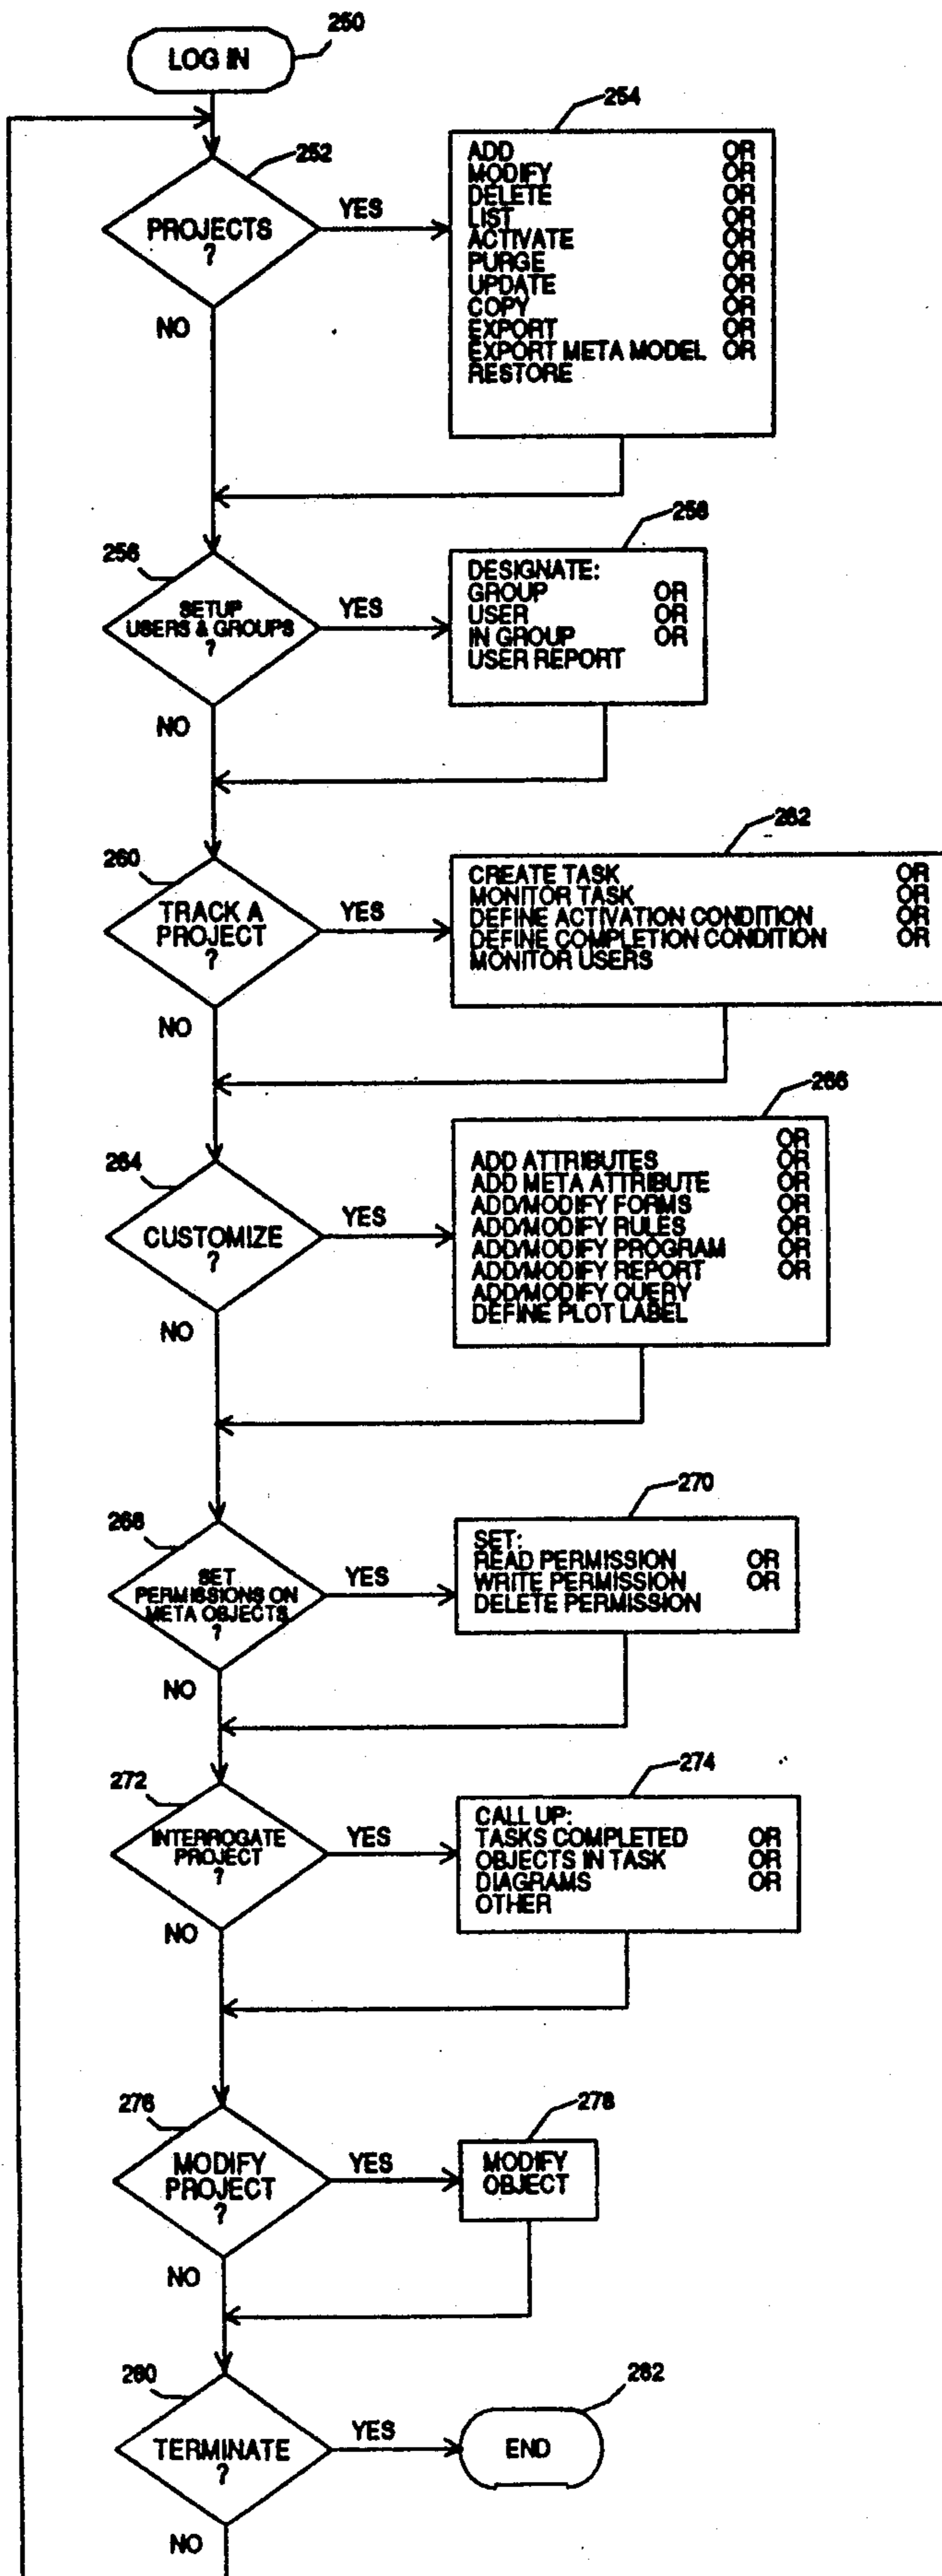 250
LOG IN
252
PROJECTS
?
YES
NO
254
ADD OR
MODIFY OR
DELETE OR
LIST OR
ACTIVATE OR
PURGE OR
UPDATE OR
COPY OR
EXPORT OR
EXPORT META MODEL OR
RESTORE
256
SETUP
USERS & GROUPS
?
YES
NO
258
DESIGNATE:
GROUP OR
USER OR
IN GROUP OR
USER REPORT
260
TRACK A
PROJECT
?
YES
NO
262
CREATE TASK OR
MONITOR TASK OR
DEFINE ACTIVATION CONDITION OR
DEFINE COMPLETION CONDITION OR
MONITOR USERS
264
CUSTOMIZE
?
YES
NO
266
OR
ADD ATTRIBUTES OR
ADD META ATTRIBUTE OR
ADD/MODIFY FORMS OR
ADD/MODIFY RULES OR
ADD/MODIFY PROGRAM OR
ADD/MODIFY REPORT OR
ADD/MODIFY QUERY
DEFINE PLOT LABEL
268
SET
PERMISSIONS ON
META OBJECTS
?
YES
NO
270
SET:
READ PERMISSION OR
WRITE PERMISSION OR
DELETE PERMISSION
272
INTERROGATE
PROJECT
?
YES
NO
274
CALL UP:
TASKS COMPLETED OR
OBJECTS IN TASK OR
DIAGRAMS OR
OTHER
276
MODIFY
PROJECT
?
YES
NO
278
MODIFY
OBJECT
280
TERMINATE
?
YES
NO
282
END